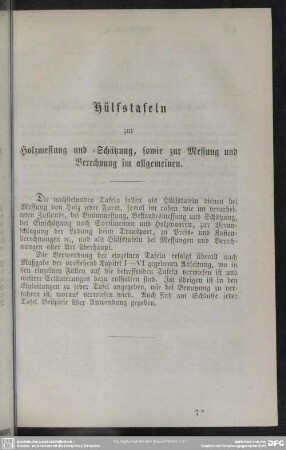 Hülfstafeln
zur
Holzmessung und =Schätzung, sowie zur Messung und
Berechnung im allgemeinen.
Die nachstehenden Tafeln sollen als Hülfstafeln dienen bei
Messung von Holz jeder Form, sowol im rohen wie im verarbei-
teten Zustande, bei Baummessung, Bestandesmessung und Schätzung,
der Einschätzung nach Sortimenten und Holzwaaren, zur Veran-
schlagung der Ladung beim Transport, in Preis- und Kosten-
berechnungen ꝛc., und als Hülfstafeln bei Messungen und Berech-
nungen aller Art überhaupt.
Die Verwendung der einzelnen Tafeln erfolgt überall nach
Maßgabe der vorstehend Kapitel I—VI gegebenen Anleitung, wo in
den einzelnen Fällen auf die betreffenden Tafeln verwiesen ist und
weitere Erläuterungen dazu enthalten sind. Im übrigen ist in den
Einleitungen zu jeder Tafel angegeben, wie bei Benutzung zu ver-
fahren ist, worauf verwiesen wird. Auch sind am Schlusse jeder
Tafel Beispiele über Anwendung gegeben.
7*